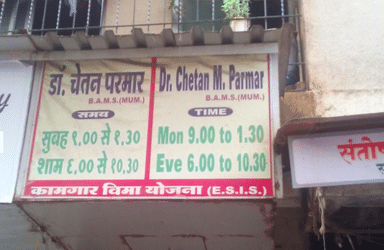 डॉ. चेतन परमार
B.A.M.S.(MUM.)
समय
सुबह ९.०० से १.३०
शाम ६.०० से १०.३०
Dr. Chetan M. Parmar
B.A.M.S.(MUM.)
TIME
Mon 9.00 to 1.30
Eve 6.00 to 10.30
कामगार विमा योजना (E.S.I.S.)